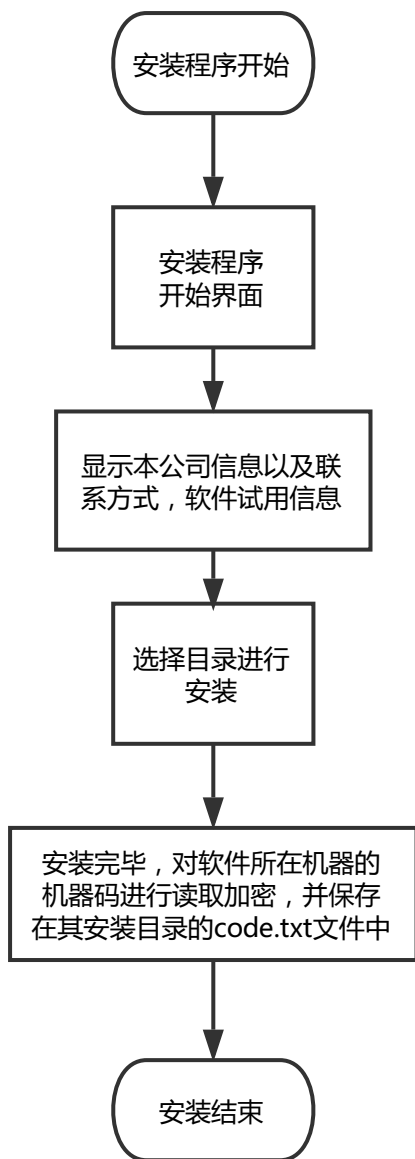 安装程序开始
安装程序
开始界面
显示本公司信息以及联
系方式，软件试用信息
选择目录进行
安装
安装完毕，对软件所在机器的
机器码进行读取加密，并保存
在其安装目录的code.txt文件中
安装结束